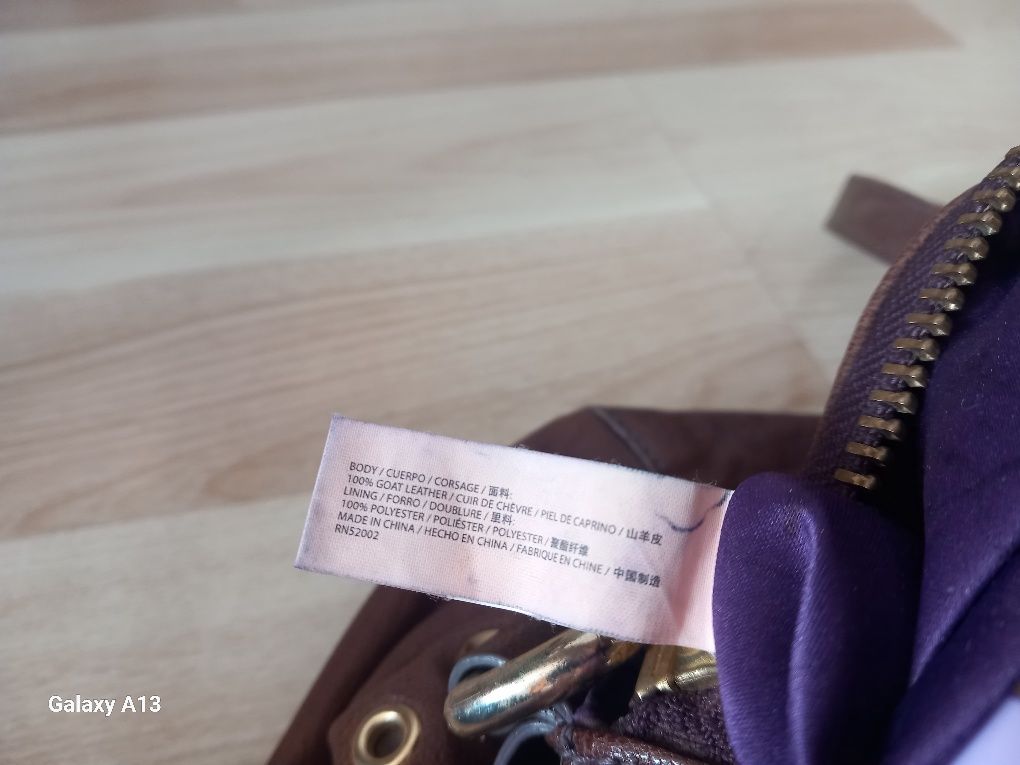 BODY / CUERPO / CORSAGE / 面料:
100% GOAT LEATHER / CUIR DE CHÈVRE / PIEL DE CAPRINO / 山羊皮
LINING / FORRO / DOUBLURE / 里料:
100% POLYESTER / POLIÉSTER / POLYESTER / 聚酯纤维
MADE IN CHINA / HECHO EN CHINA / FABRIQUE EN CHINE / 中国制造
RN52002
Galaxy A13